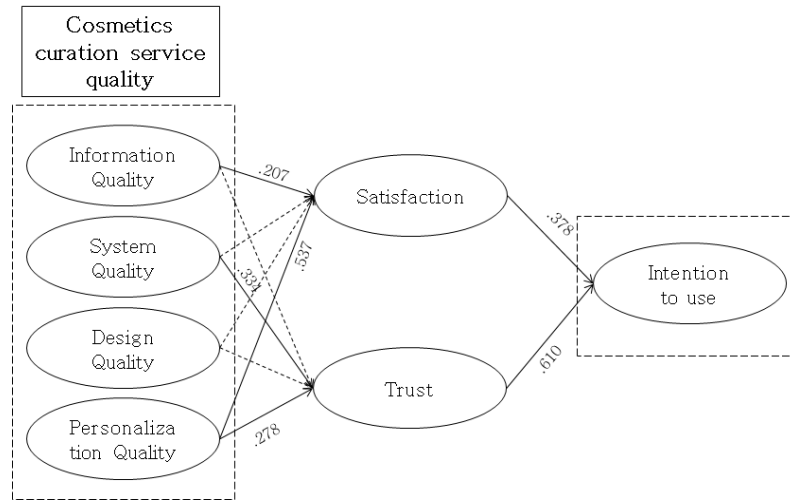 Cosmetics
curation service
quality
Information
Quality
.207
Satisfaction
System
Quality
.334
.537
.378
Intention
to use
Design
Quality
Trust
.610
Personaliza
tion Quality
.278